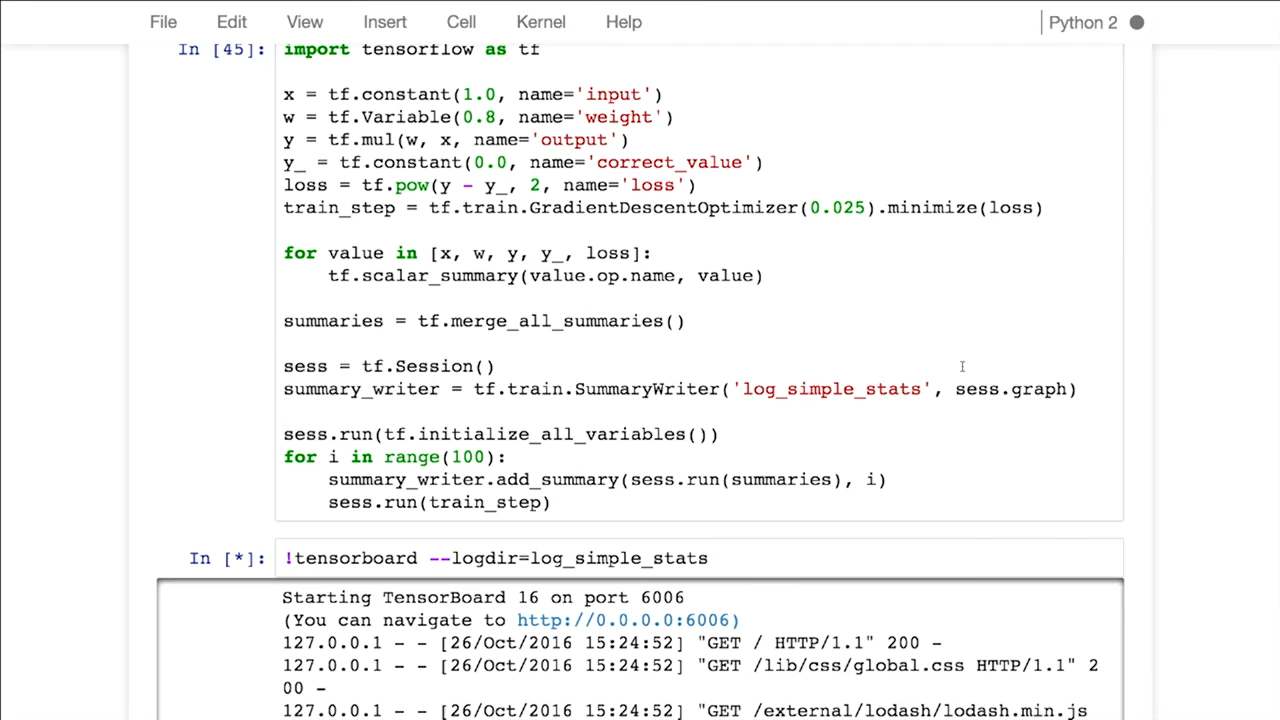 File Edit View Insert Cell Kernel Help Python 2
In [45]: import tensorflow as tf
x = tf.constant(1.0, name='input')
w = tf.Variable(0.8, name='weight')
y = tf.mul(w, x, name='output')
y_ = tf.constant(0.0, name='correct_value')
loss = tf.pow(y - y_, 2, name='loss')
train_step = tf.train.GradientDescentOptimizer(0.025).minimize(loss)
for value in [x, w, y, y_, loss]:
    tf.scalar_summary(value.op.name, value)
summaries = tf.merge_all_summaries()
sess = tf.Session()
summary_writer = tf.train.SummaryWriter('log_simple_stats', sess.graph)
sess.run(tf.initialize_all_variables())
for i in range(100):
    summary_writer.add_summary(sess.run(summaries), i)
    sess.run(train_step)
In [*]: !tensorboard --logdir=log_simple_stats
Starting TensorBoard 16 on port 6006
(You can navigate to http://0.0.0.0:6006)
127.0.0.1 - - [26/Oct/2016 15:24:52] "GET / HTTP/1.1" 200 -
127.0.0.1 - - [26/Oct/2016 15:24:52] "GET /lib/css/global.css HTTP/1.1" 2
00 -
127.0.0.1 - - [26/Oct/2016 15:24:52] "GET /external/lodash/lodash.min.js